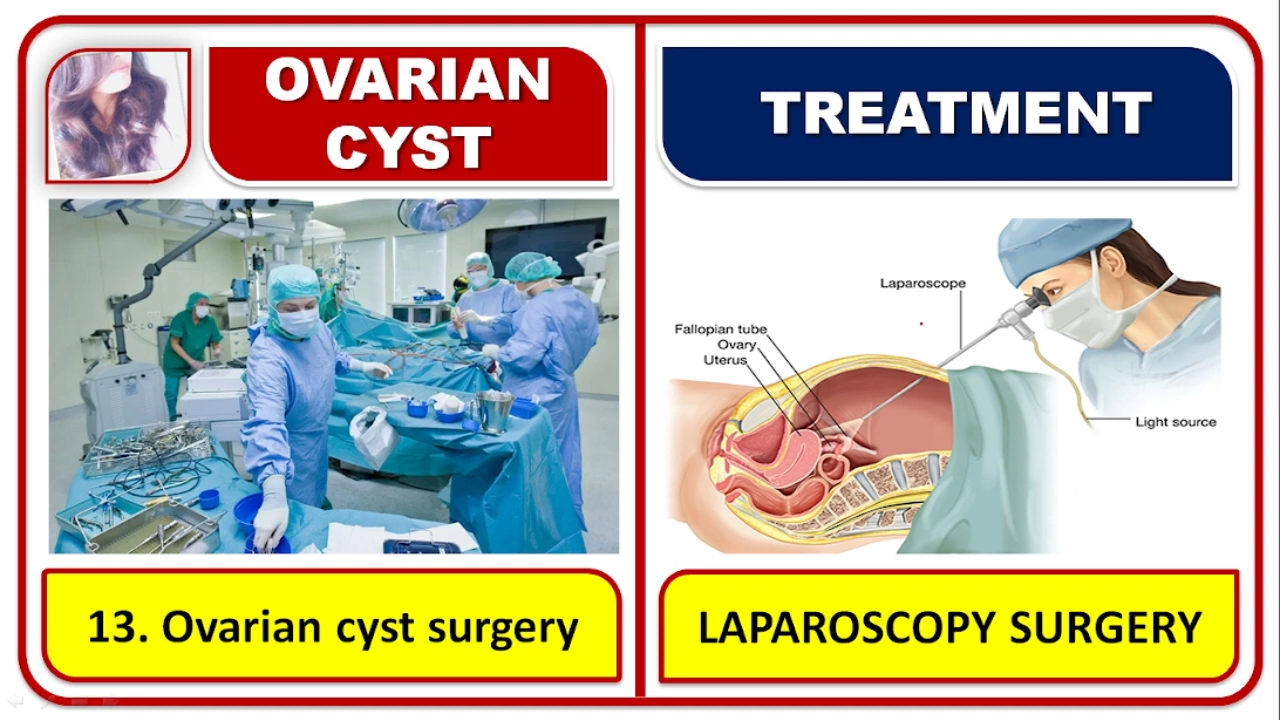 OVARIAN
CYST
TREATMENT
Laparoscope
Fallopian tube
Ovary
Uterus
Light source
13. Ovarian cyst surgery
LAPAROSCOPY SURGERY